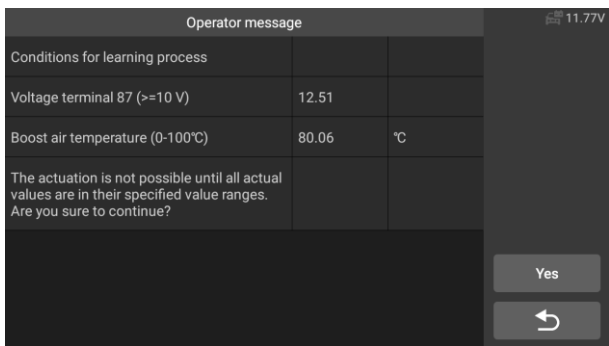 Operator message
11.77V
Conditions for learning process
Voltage terminal 87 (>=10 V) 12.51
Boost air temperature (0-100℃) 80.06 ℃
The actuation is not possible until all actual
values are in their specified value ranges.
Are you sure to continue?
Yes